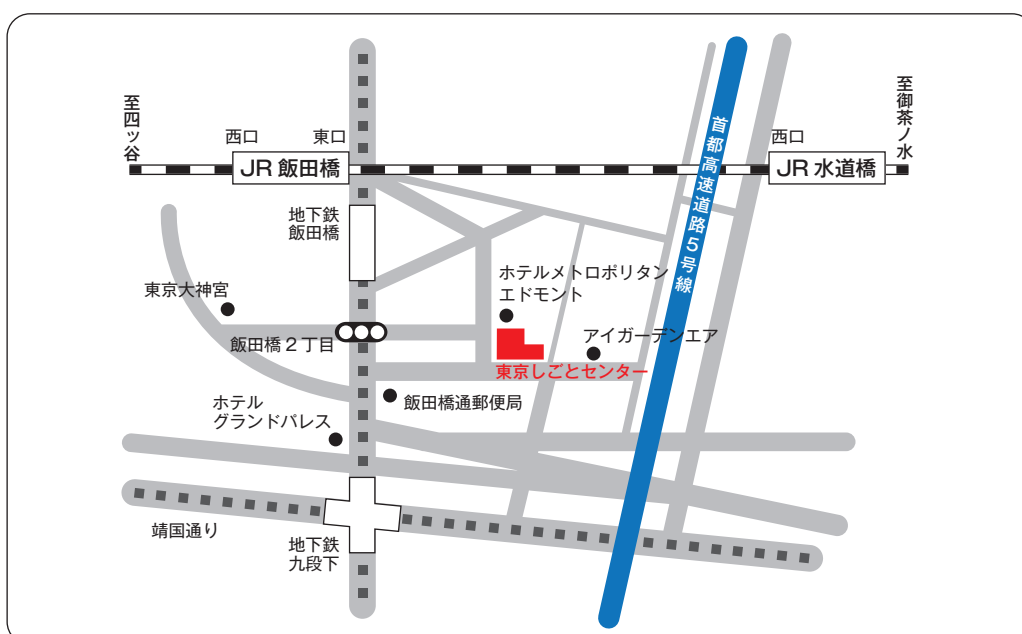 至四ッ谷
西口
東口
JR 飯田橋
首都高速道路5号線
西口
JR 水道橋
至御茶ノ水
地下鉄
飯田橋
東京大神宮
飯田橋2丁目
ホテルメトロポリタン
エドモント
アイガーデンエア
東京しごとセンター
飯田橋通郵便局
ホテル
グランドパレス
靖国通り
地下鉄
九段下